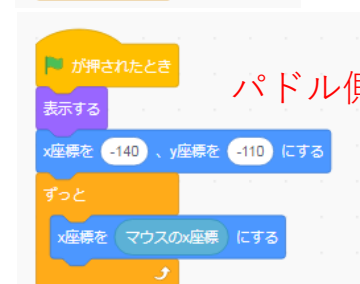 が押されたとき
パドル側
表示する
x座標を -140 、y座標を -110 にする
ずっと
x座標を マウスのx座標 にする